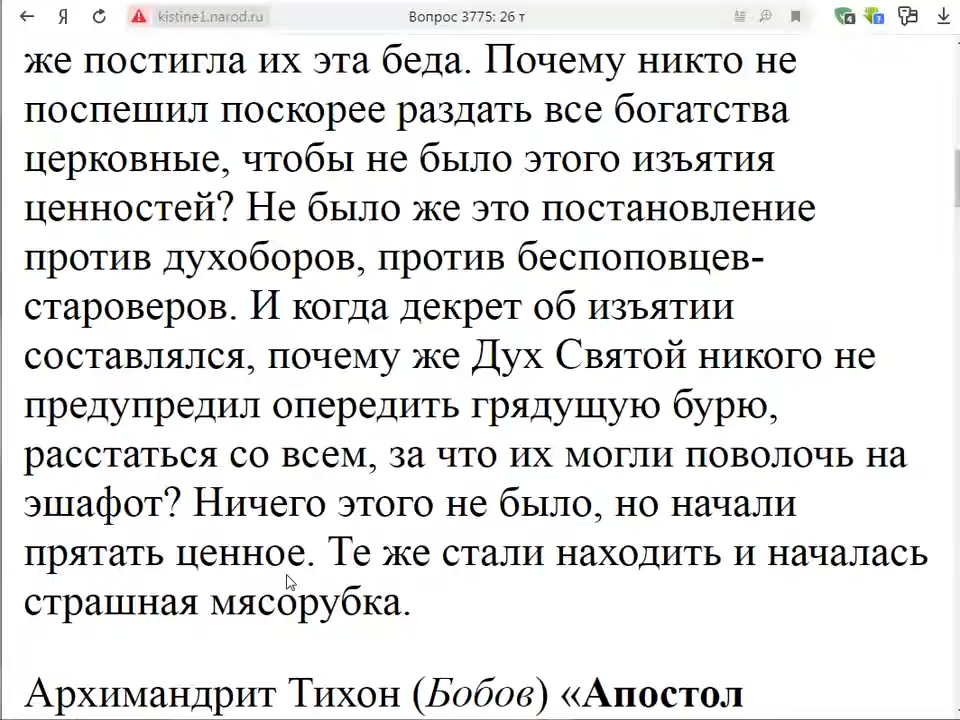 kistine1.narod.ru
Вопрос 3775: 26 т
же постигла их эта беда. Почему никто не
поспешил поскорее раздать все богатства
церковные, чтобы не было этого изъятия
ценностей? Не было же это постановление
против духоборов, против беспоповцев-
староверов. И когда декрет об изъятии
составлялся, почему же Дух Святой никого не
предупредил опередить грядущую бурю,
расстаться со всем, за что их могли поволочь на
эшафот? Ничего этого не было, но начали
прятать ценное. Те же стали находить и началась
страшная мясорубка.
Архимандрит Тихон (Бобов) «Апостол